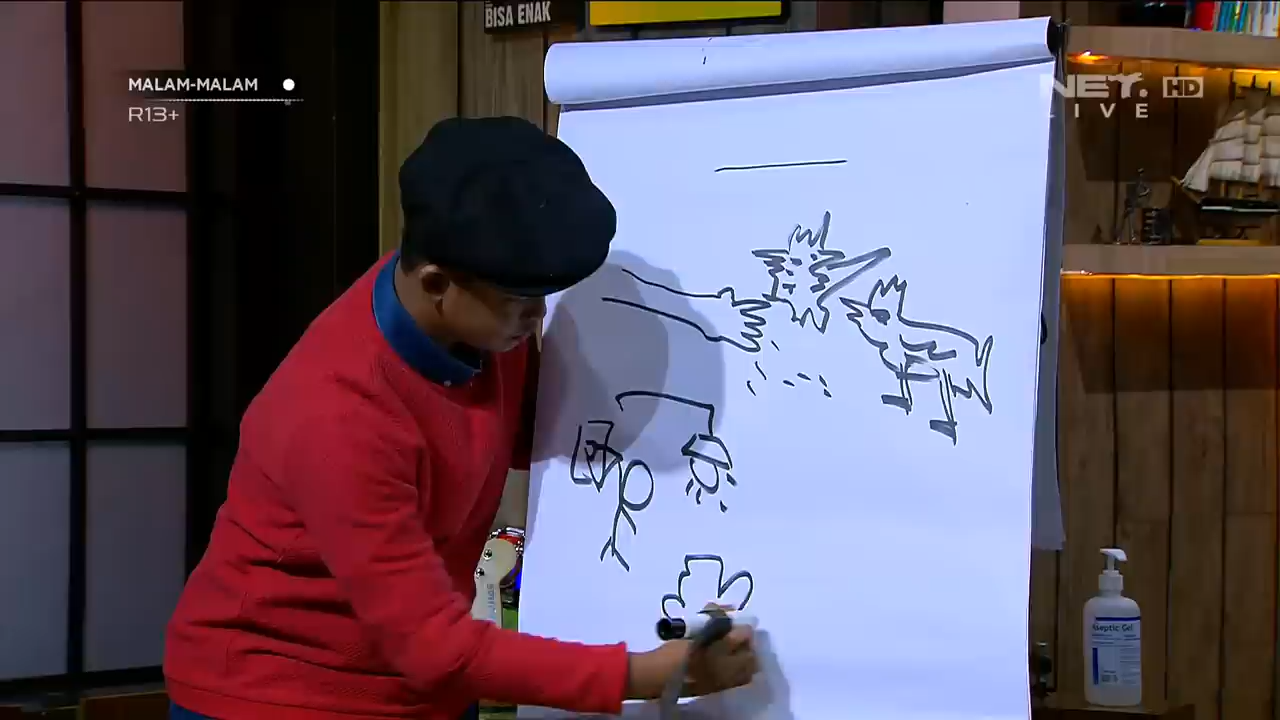 BISA ENAK
MALAM-MALAM
R13+
NET. HD
LIVE
Aseptic Gel